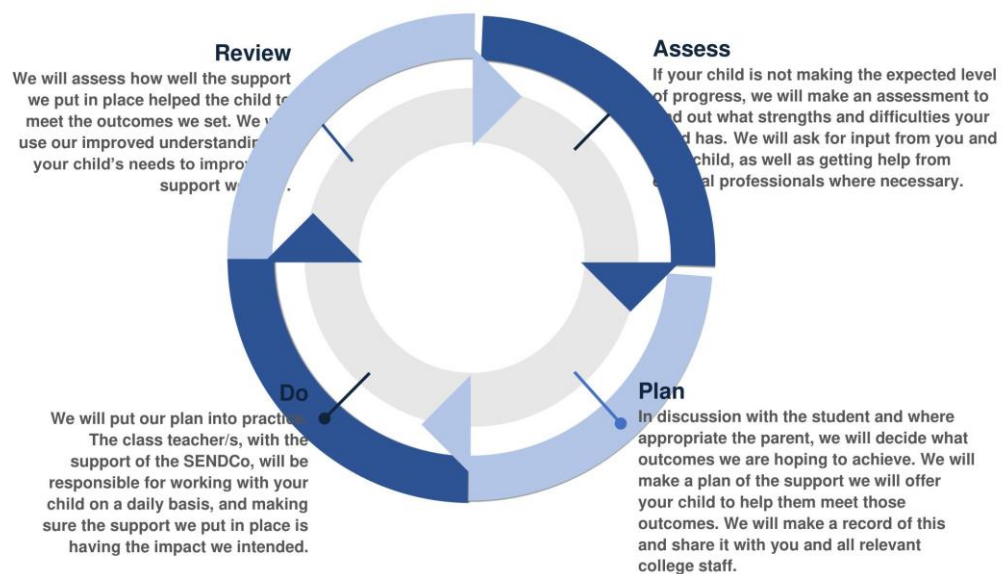 Review
We will assess how well the support
we put in place helped the child to
meet the outcomes we set. We
use our improved understanding
your child's needs to improve
support we
Assess
If your child is not making the expected level
of progress, we will make an assessment to
out what strengths and difficulties your
has. We will ask for input from you and
child, as well as getting help from
professionals where necessary.
Do
We will put our plan into practice.
The class teacher/s, with the
support of the SENDCo, will be
responsible for working with your
child on a daily basis, and making
sure the support we put in place is
having the impact we intended.
Plan
In discussion with the student and where
appropriate the parent, we will decide what
outcomes we are hoping to achieve. We will
make a plan of the support we will offer
your child to help them meet those
outcomes. We will make a record of this
and share it with you and all relevant
college staff.